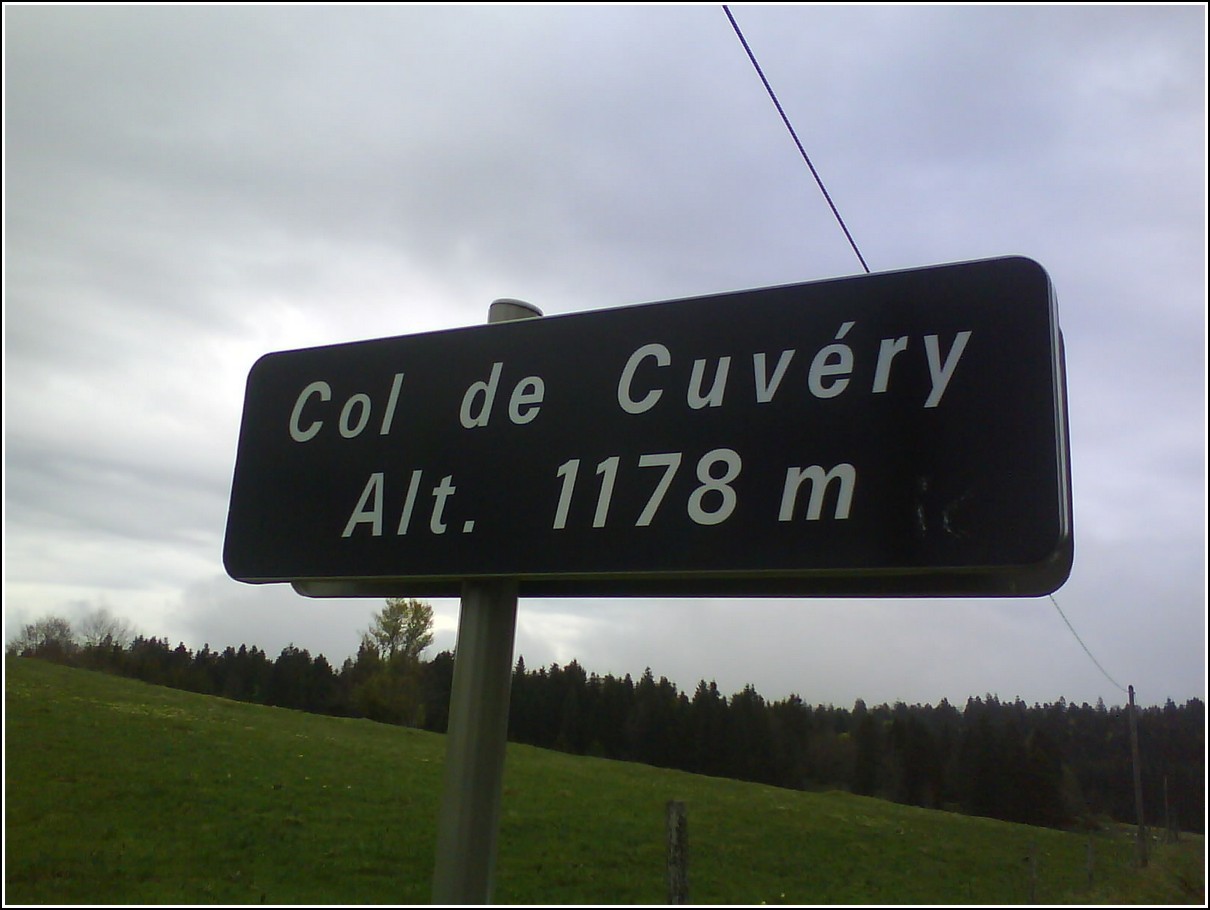 Col de Cuvéry
Alt. 1178 m